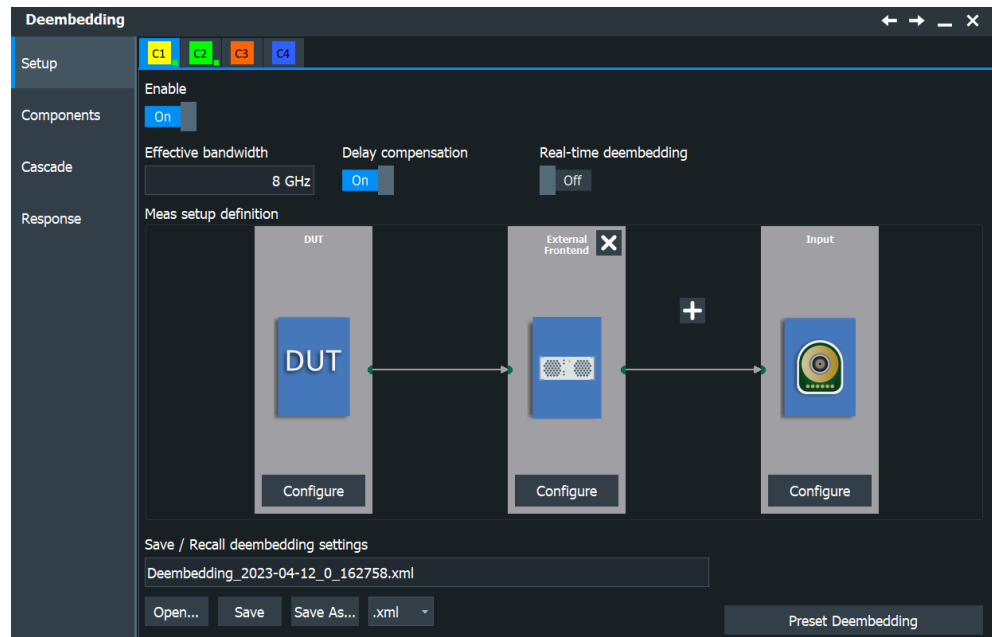 Deembedding
Setup
Components
Cascade
Response
C1 C2 C3 C4
Enable
On
Effective bandwidth Delay compensation Real-time deembedding
8 GHz On Off
Meas setup definition
DUT
External
Frontend
Input
DUT
Configure Configure Configure
Save / Recall deembedding settings
Deembedding_2023-04-12_0_162758.xml
Open... Save Save As... .xml
Preset Deembedding